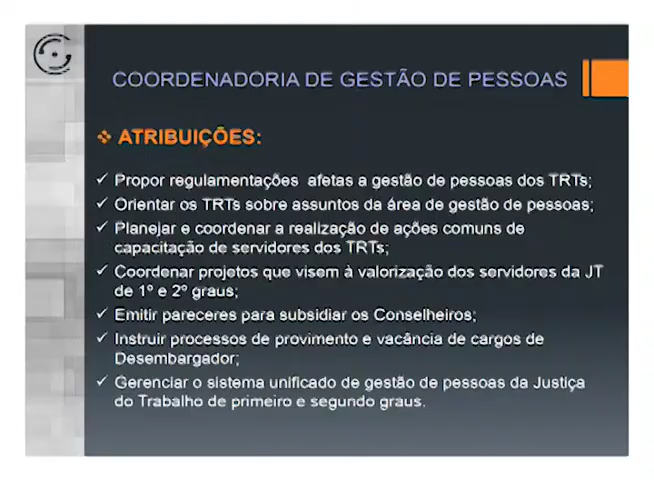 COORDENADORIA DE GESTÃO DE PESSOAS
❖ ATRIBUIÇÕES:
✓ Propor regulamentações afetas a gestão de pessoas dos TRTs;
✓ Orientar os TRTs sobre assuntos da área de gestão de pessoas;
✓ Planejar e coordenar a realização de ações comuns de
capacitação de servidores dos TRTs;
✓ Coordenar projetos que visem à valorização dos servidores da JT
de 1º e 2º graus;
✓ Emitir pareceres para subsidiar os Conselheiros;
✓ Instruir processos de provimento e vacância de cargos de
Desembargador;
✓ Gerenciar o sistema unificado de gestão de pessoas da Justiça
do Trabalho de primeiro e segundo graus.